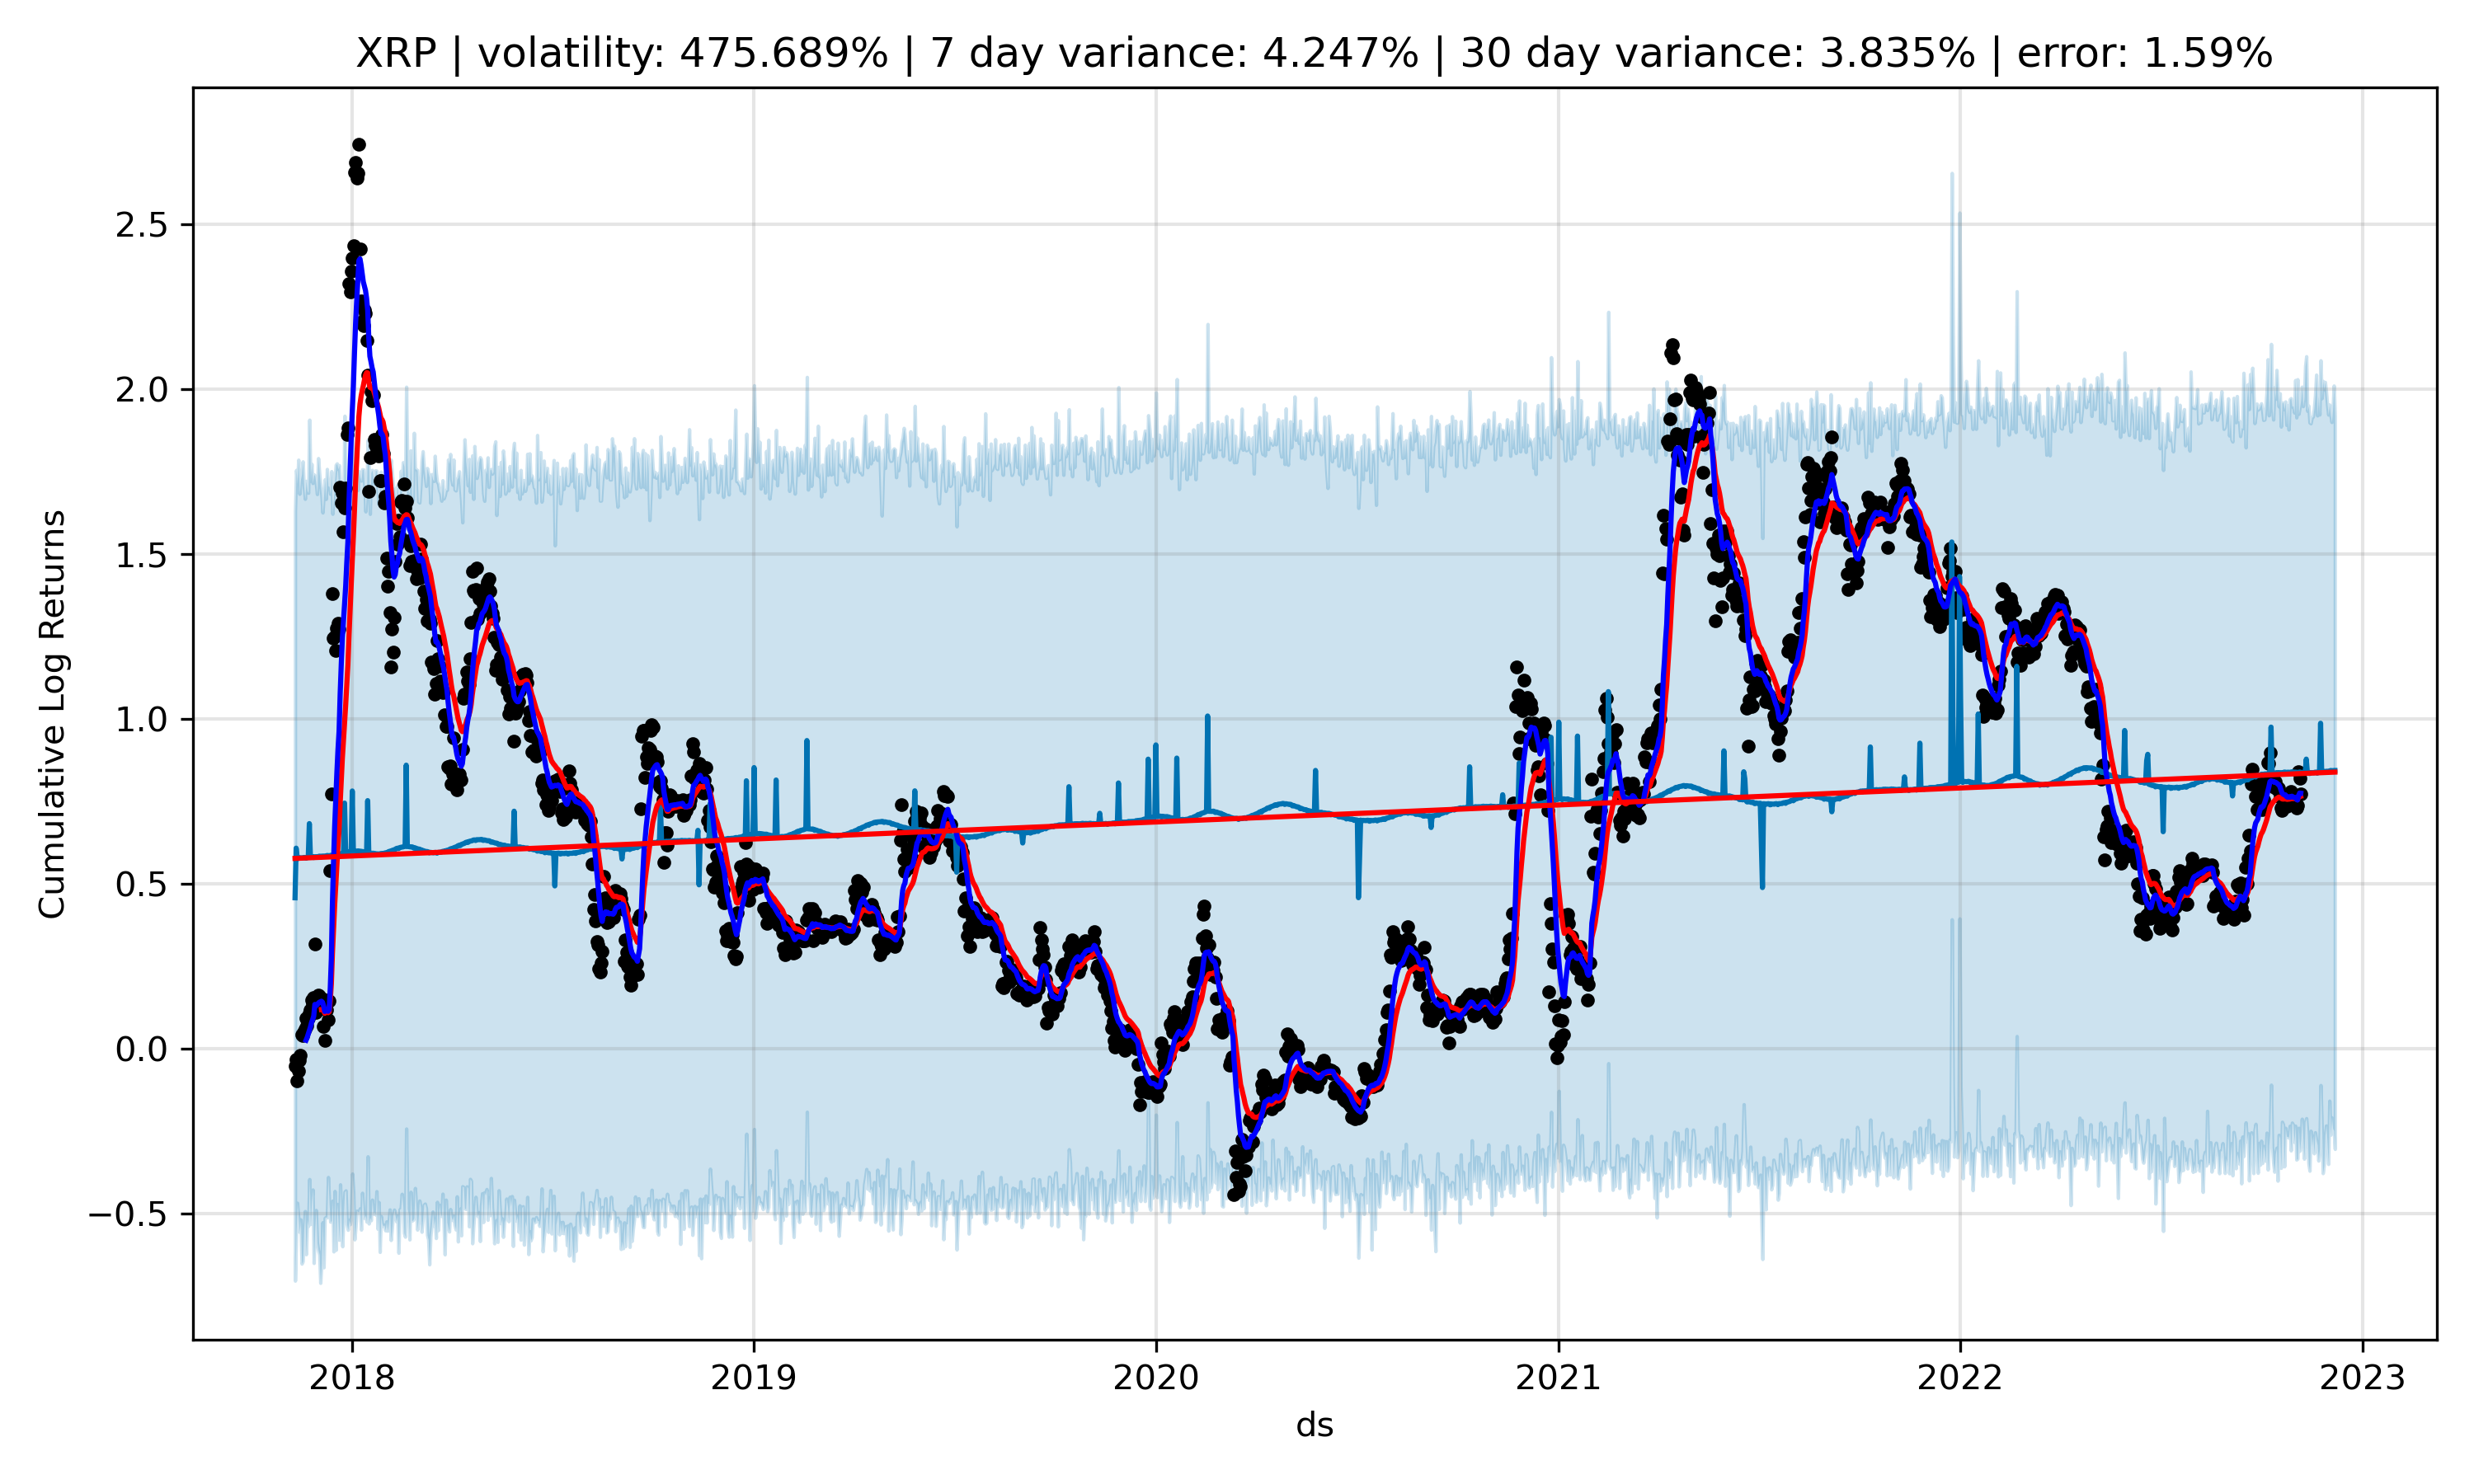 XRP | volatility: 475.689% | 7 day variance: 4.247% | 30 day variance: 3.835% | error: 1.59%
Cumulative Log Returns
2.5
2.0
1.5
1.0
0.5
0.0
−0.5
2018 2019 2020 2021 2022 2023
ds